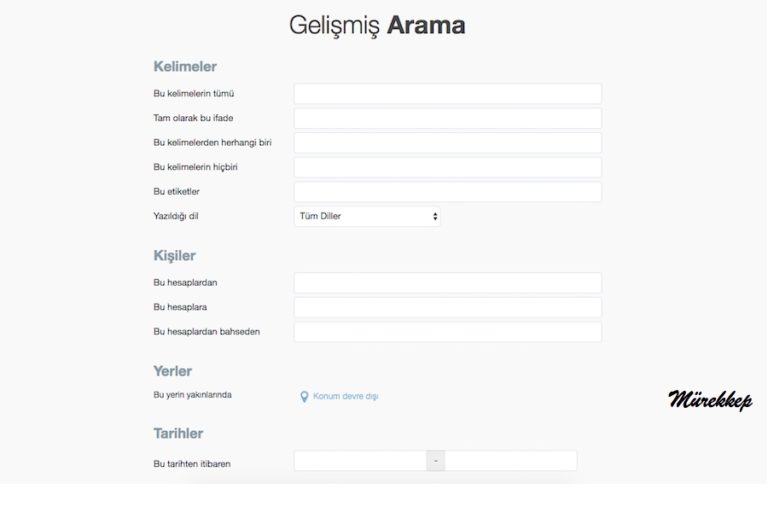 Gelişmiş Arama
Kelimeler
Bu kelimelerin tümü
Tam olarak bu ifade
Bu kelimelerden herhangi biri
Bu kelimelerin hiçbiri
Bu etiketler
Yazıldığı dil
Tüm Diller
Kişiler
Bu hesaplardan
Bu hesaplara
Bu hesaplardan bahseden
Yerler
Bu yerin yakınlarında
Konum devre dışı
Mürekkep
Tarihler
Bu tarihten itibaren
-